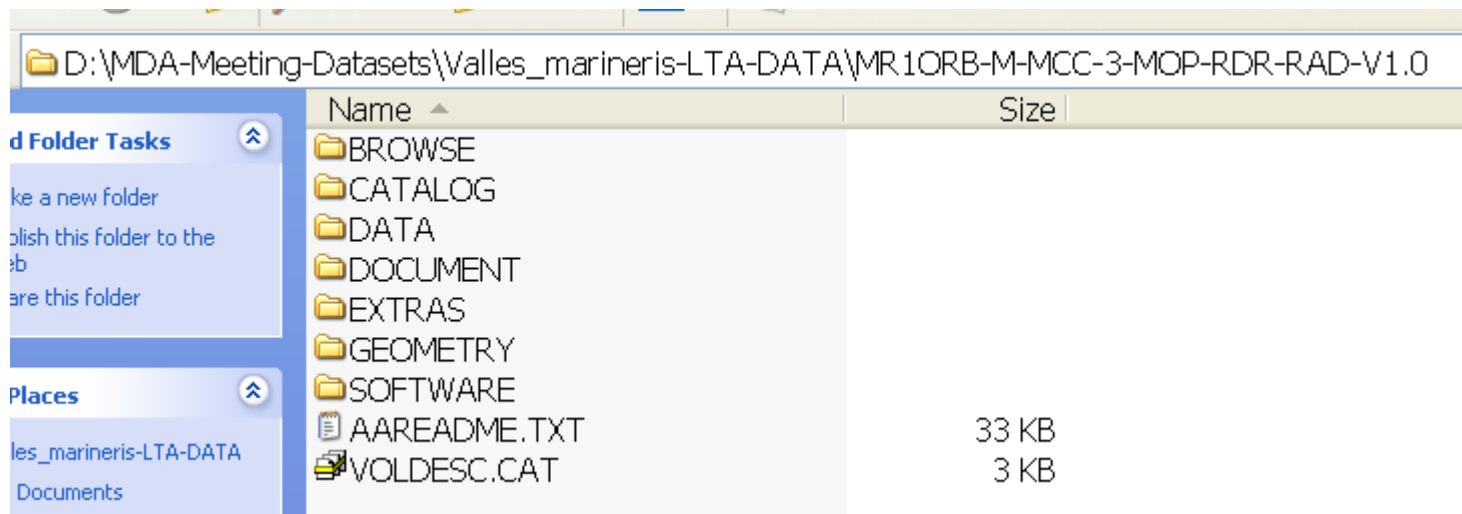 D:\MDA-Meeting-Datasets\Valles_marineris-LTA-DATA\MR1ORB-M-MCC-3-MOP-RDR-RAD-V1.0
Name Size
d Folder Tasks
ke a new folder
blish this folder to the
eb
are this folder
Places
les_marineris-LTA-DATA
Documents
BROWSE
CATALOG
DATA
DOCUMENT
EXTRAS
GEOMETRY
SOFTWARE
AAREADME.TXT 33 KB
VOLDESC.CAT 3 KB